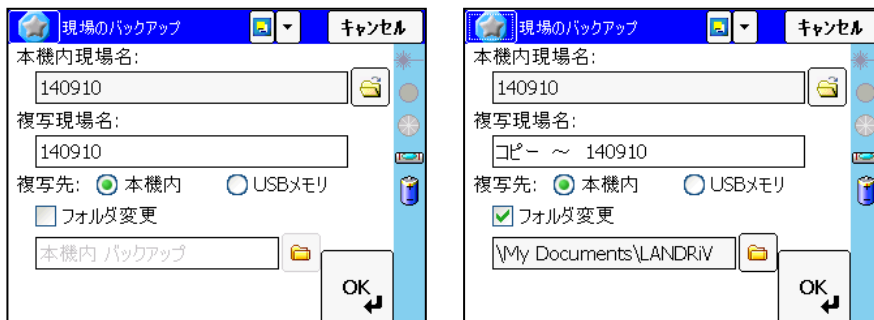 現場のバックアップ
キャンセル
本機内現場名:
140910
複写現場名:
140910
複写先: 本機内 USBメモリ
フォルダ変更
本機内 バックアップ
OK
現場のバックアップ
キャンセル
本機内現場名:
140910
複写現場名:
コピー ～ 140910
複写先: 本機内 USBメモリ
フォルダ変更
\My Documents\LANDRiV
OK